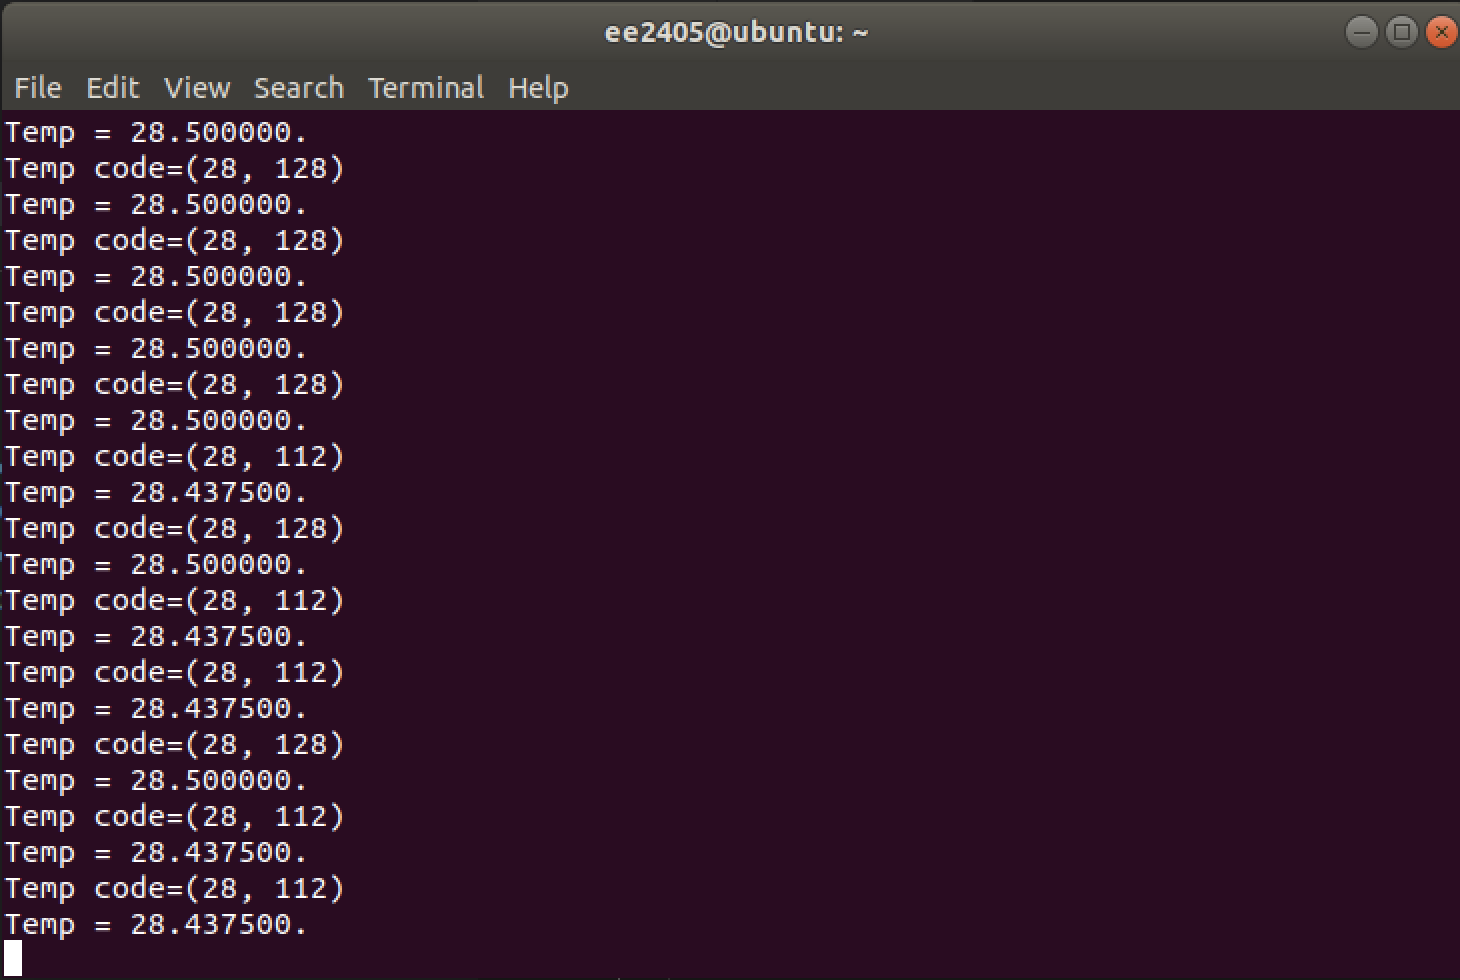 ee2405@ubuntu: ~
File Edit View Search Terminal Help
Temp = 28.500000.
Temp code=(28, 128)
Temp = 28.500000.
Temp code=(28, 128)
Temp = 28.500000.
Temp code=(28, 128)
Temp = 28.500000.
Temp code=(28, 128)
Temp = 28.500000.
Temp code=(28, 112)
Temp = 28.437500.
Temp code=(28, 128)
Temp = 28.500000.
Temp code=(28, 112)
Temp = 28.437500.
Temp code=(28, 112)
Temp = 28.437500.
Temp code=(28, 128)
Temp = 28.500000.
Temp code=(28, 112)
Temp = 28.437500.
Temp code=(28, 112)
Temp = 28.437500.